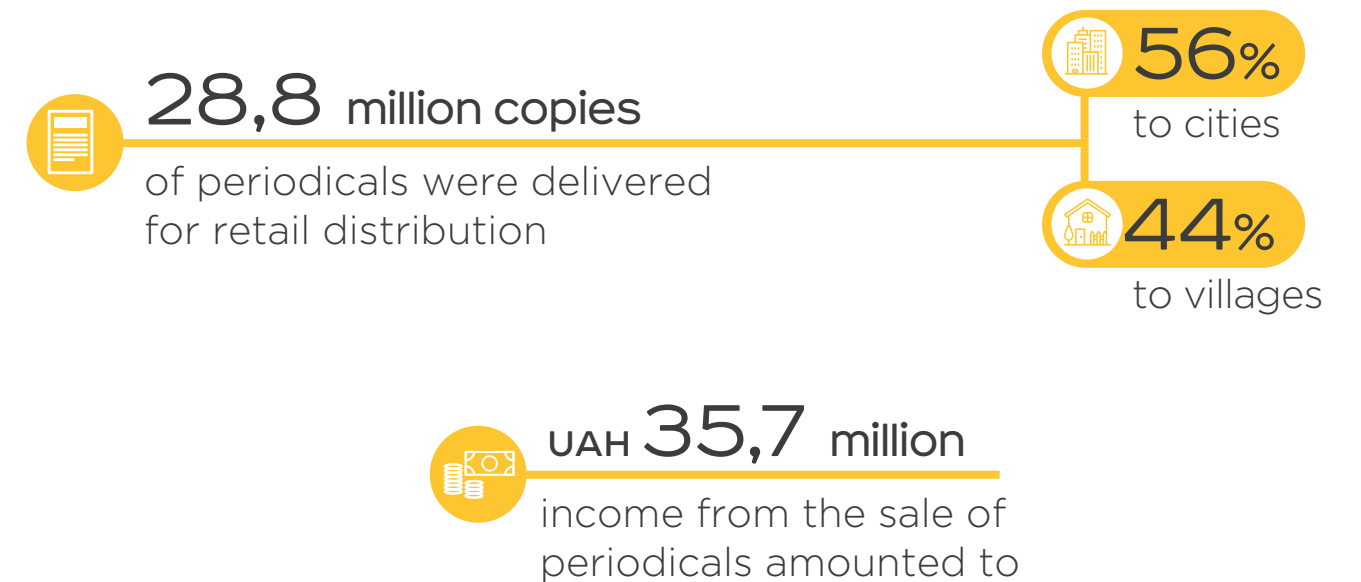 28,8 million copies
of periodicals were delivered
for retail distribution
56%
to cities
44%
to villages
UAH 35,7 million
income from the sale of
periodicals amounted to